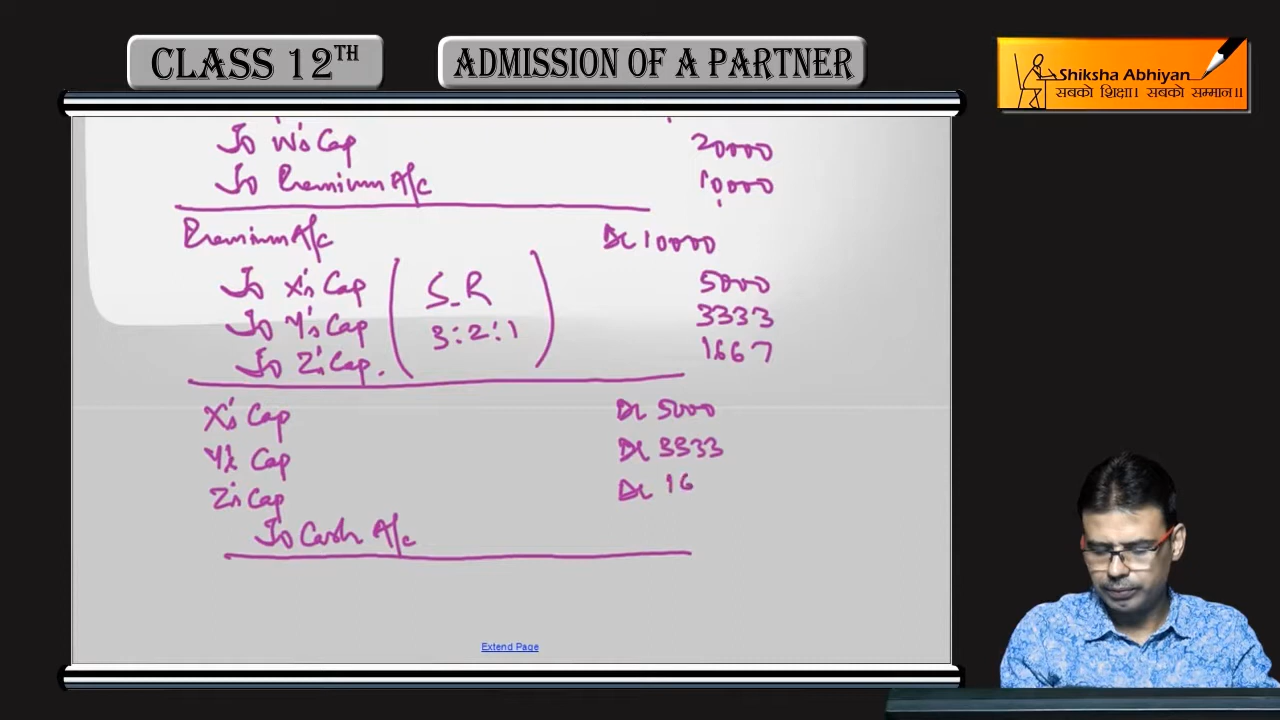 CLASS 12TH
ADMISSION OF A PARTNER
Shiksha Abhiyan
सबको शिक्षा। सबको सम्मान॥
To W's Cap 20000
To Premium A/c 10000
Premium A/c Dr 10000
To X's Cap 5000
To Y's Cap 3333
To Z's Cap. 1667
S.R
3:2:1
X's Cap Dr 5000
Y's Cap Dr 3333
Z's Cap Dr 16
To Cash A/c
Extend Page